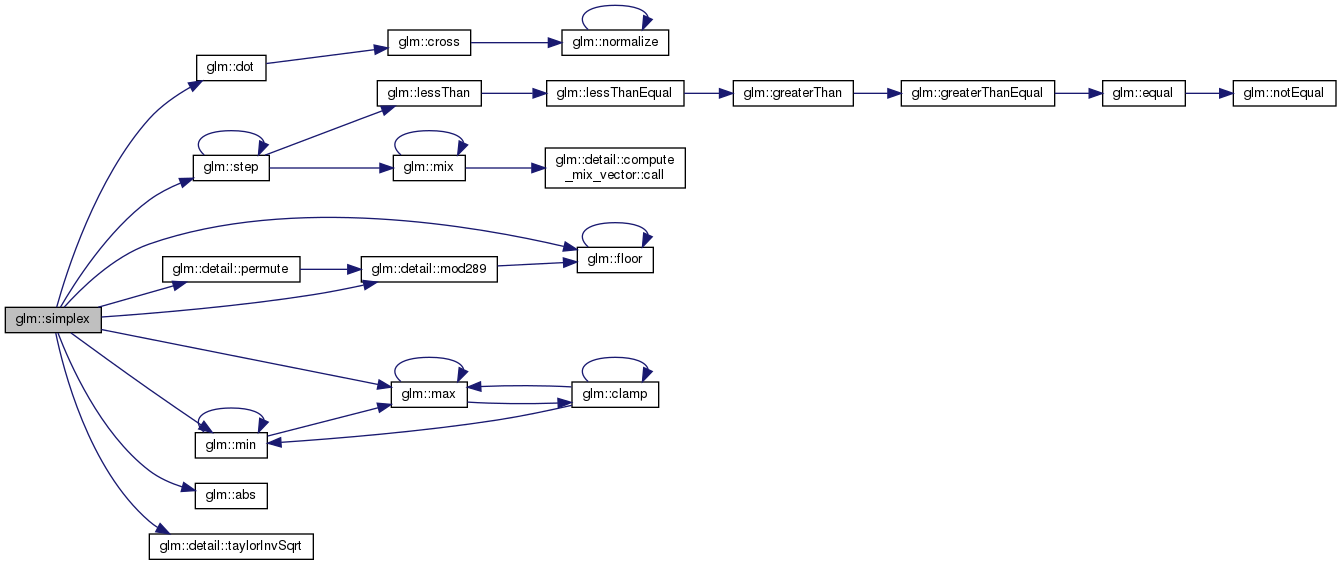 glm::simplex
glm::dot
glm::cross
glm::normalize
glm::step
glm::lessThan
glm::lessThanEqual
glm::greaterThan
glm::greaterThanEqual
glm::equal
glm::notEqual
glm::mix
glm::detail::compute
_mix_vector::call
glm::floor
glm::detail::permute
glm::detail::mod289
glm::max
glm::clamp
glm::min
glm::abs
glm::detail::taylorInvSqrt